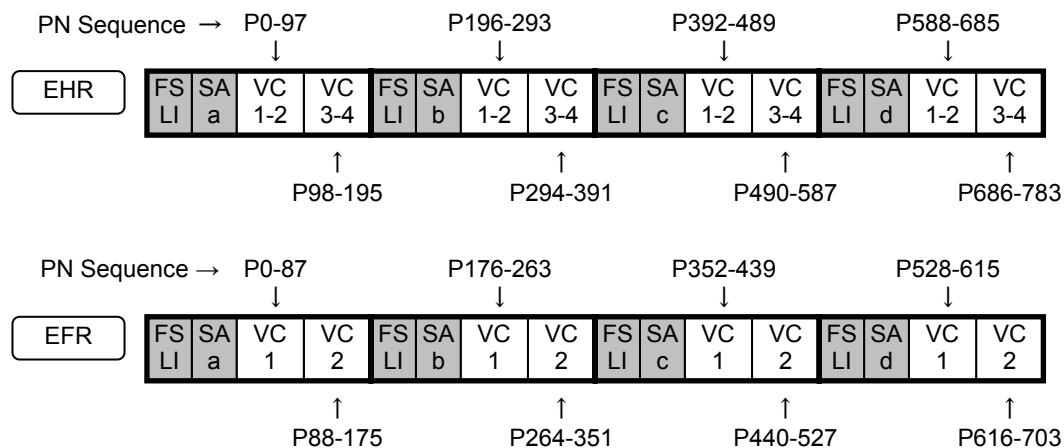 PN Sequence → P0-97 P196-293 P392-489 P588-685
↓ ↓ ↓ ↓
EHR
FS SA VC VC FS SA VC VC FS SA VC VC FS SA VC VC
LI a 1-2 3-4 LI b 1-2 3-4 LI c 1-2 3-4 LI d 1-2 3-4
↑ ↑ ↑ ↑
P98-195 P294-391 P490-587 P686-783
PN Sequence → P0-87 P176-263 P352-439 P528-615
↓ ↓ ↓ ↓
EFR
FS SA VC VC FS SA VC VC FS SA VC VC FS SA VC VC
LI a 1 2 LI b 1 2 LI c 1 2 LI d 1 2
↑ ↑ ↑ ↑
P88-175 P264-351 P440-527 P616-703